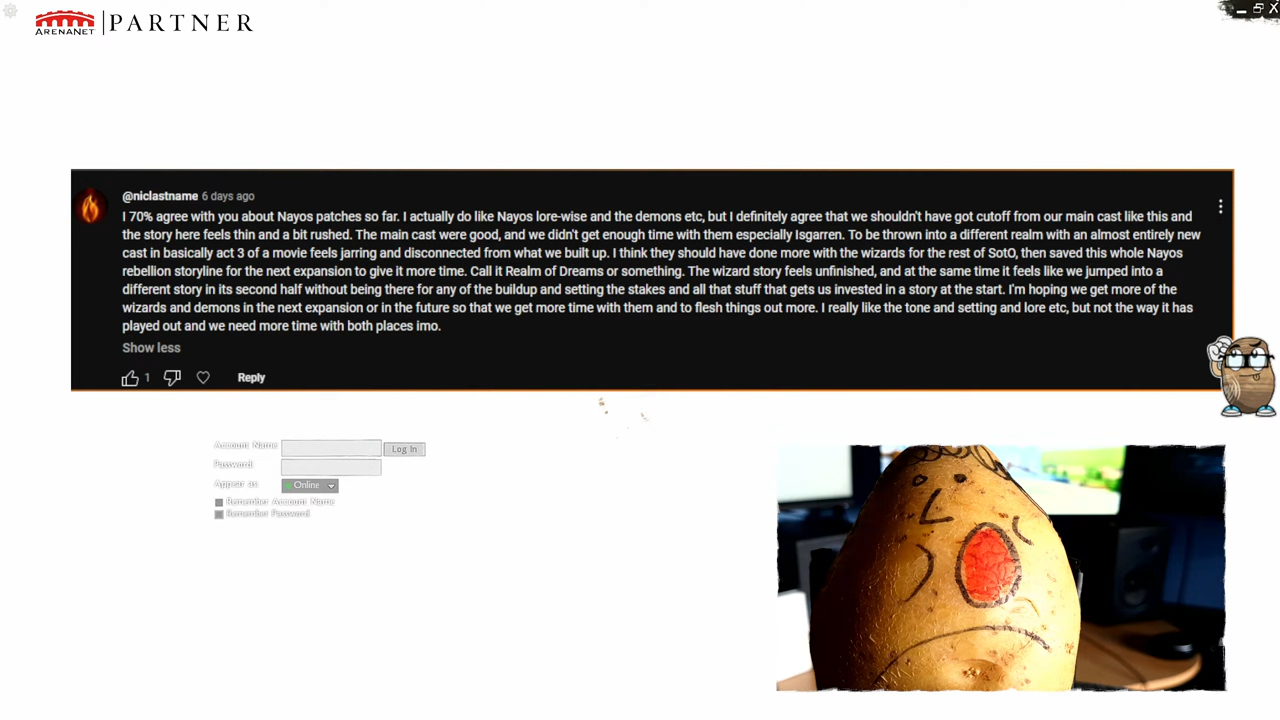 ARENANET | PARTNER
@niclastname 6 days ago
I 70% agree with you about Nayos patches so far. I actually do like Nayos lore-wise and the demons etc, but I definitely agree that we shouldn't have got cutoff from our main cast like this and
the story here feels thin and a bit rushed. The main cast were good, and we didn't get enough time with them especially Isgarren. To be thrown into a different realm with an almost entirely new
cast in basically act 3 of a movie feels jarring and disconnected from what we built up. I think they should have done more with the wizards for the rest of SotO, then saved this whole Nayos
rebellion storyline for the next expansion to give it more time. Call it Realm of Dreams or something. The wizard story feels unfinished, and at the same time it feels like we jumped into a
different story in its second half without being there for any of the buildup and setting the stakes and all that stuff that gets us invested in a story at the start. I'm hoping we get more of the
wizards and demons in the next expansion or in the future so that we get more time with them and to flesh things out more. I really like the tone and setting and lore etc, but not the way it has
played out and we need more time with both places imo.
Show less
1 Reply
Account Name Log In
Password:
Appear as: Online
Remember Account Name
Remember Password